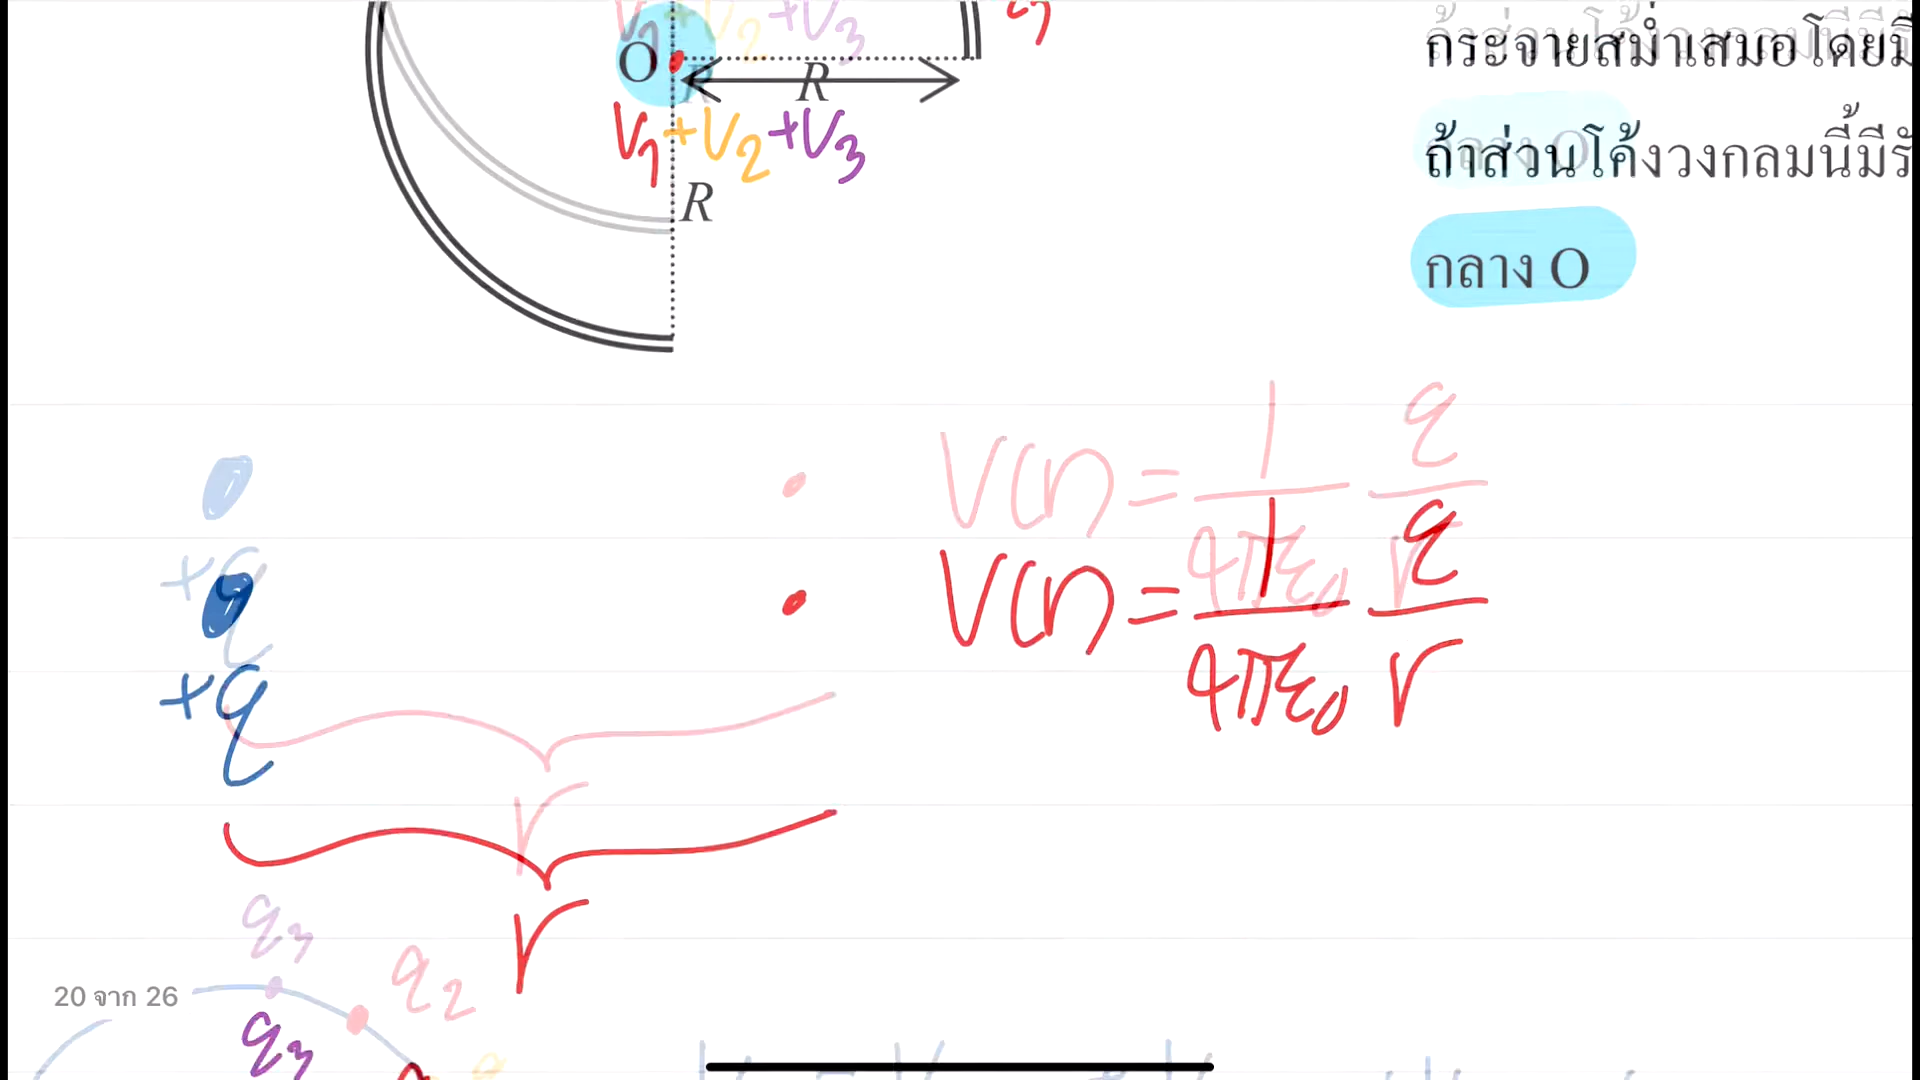 กระจายสม่ำเสมอโดยมี
O
R
V1+V2+V3
ถ้าส่วนโค้งวงกลมนี้มีรั
R
กลาง O
V(r) = 1/4πε0 q/r
+q
r
20 จาก 26
q3
q2